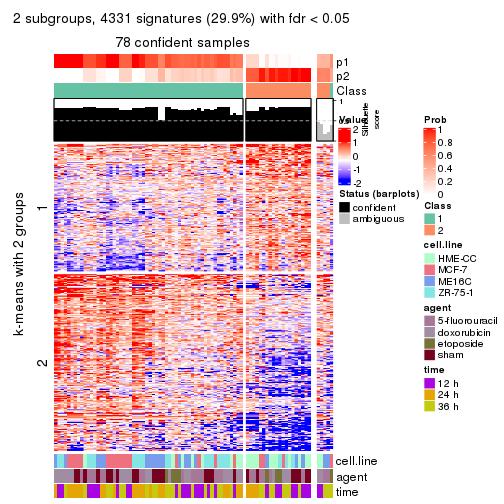 2 subgroups, 4331 signatures (29.9%) with fdr < 0.05
78 confident samples
p1
p2
Class
1
Silhouette
score
Value
2
1
0
-1
-2
Status (barplots)
confident
ambiguous
Prob
1
0.8
0.6
0.4
0.2
0
Class
1
2
cell.line
HME-CC
MCF-7
ME16C
ZR-75-1
agent
5-fluorouracil
doxorubicin
etoposide
sham
time
12 h
24 h
36 h
k-means with 2 groups
1
2
cell.line
agent
time